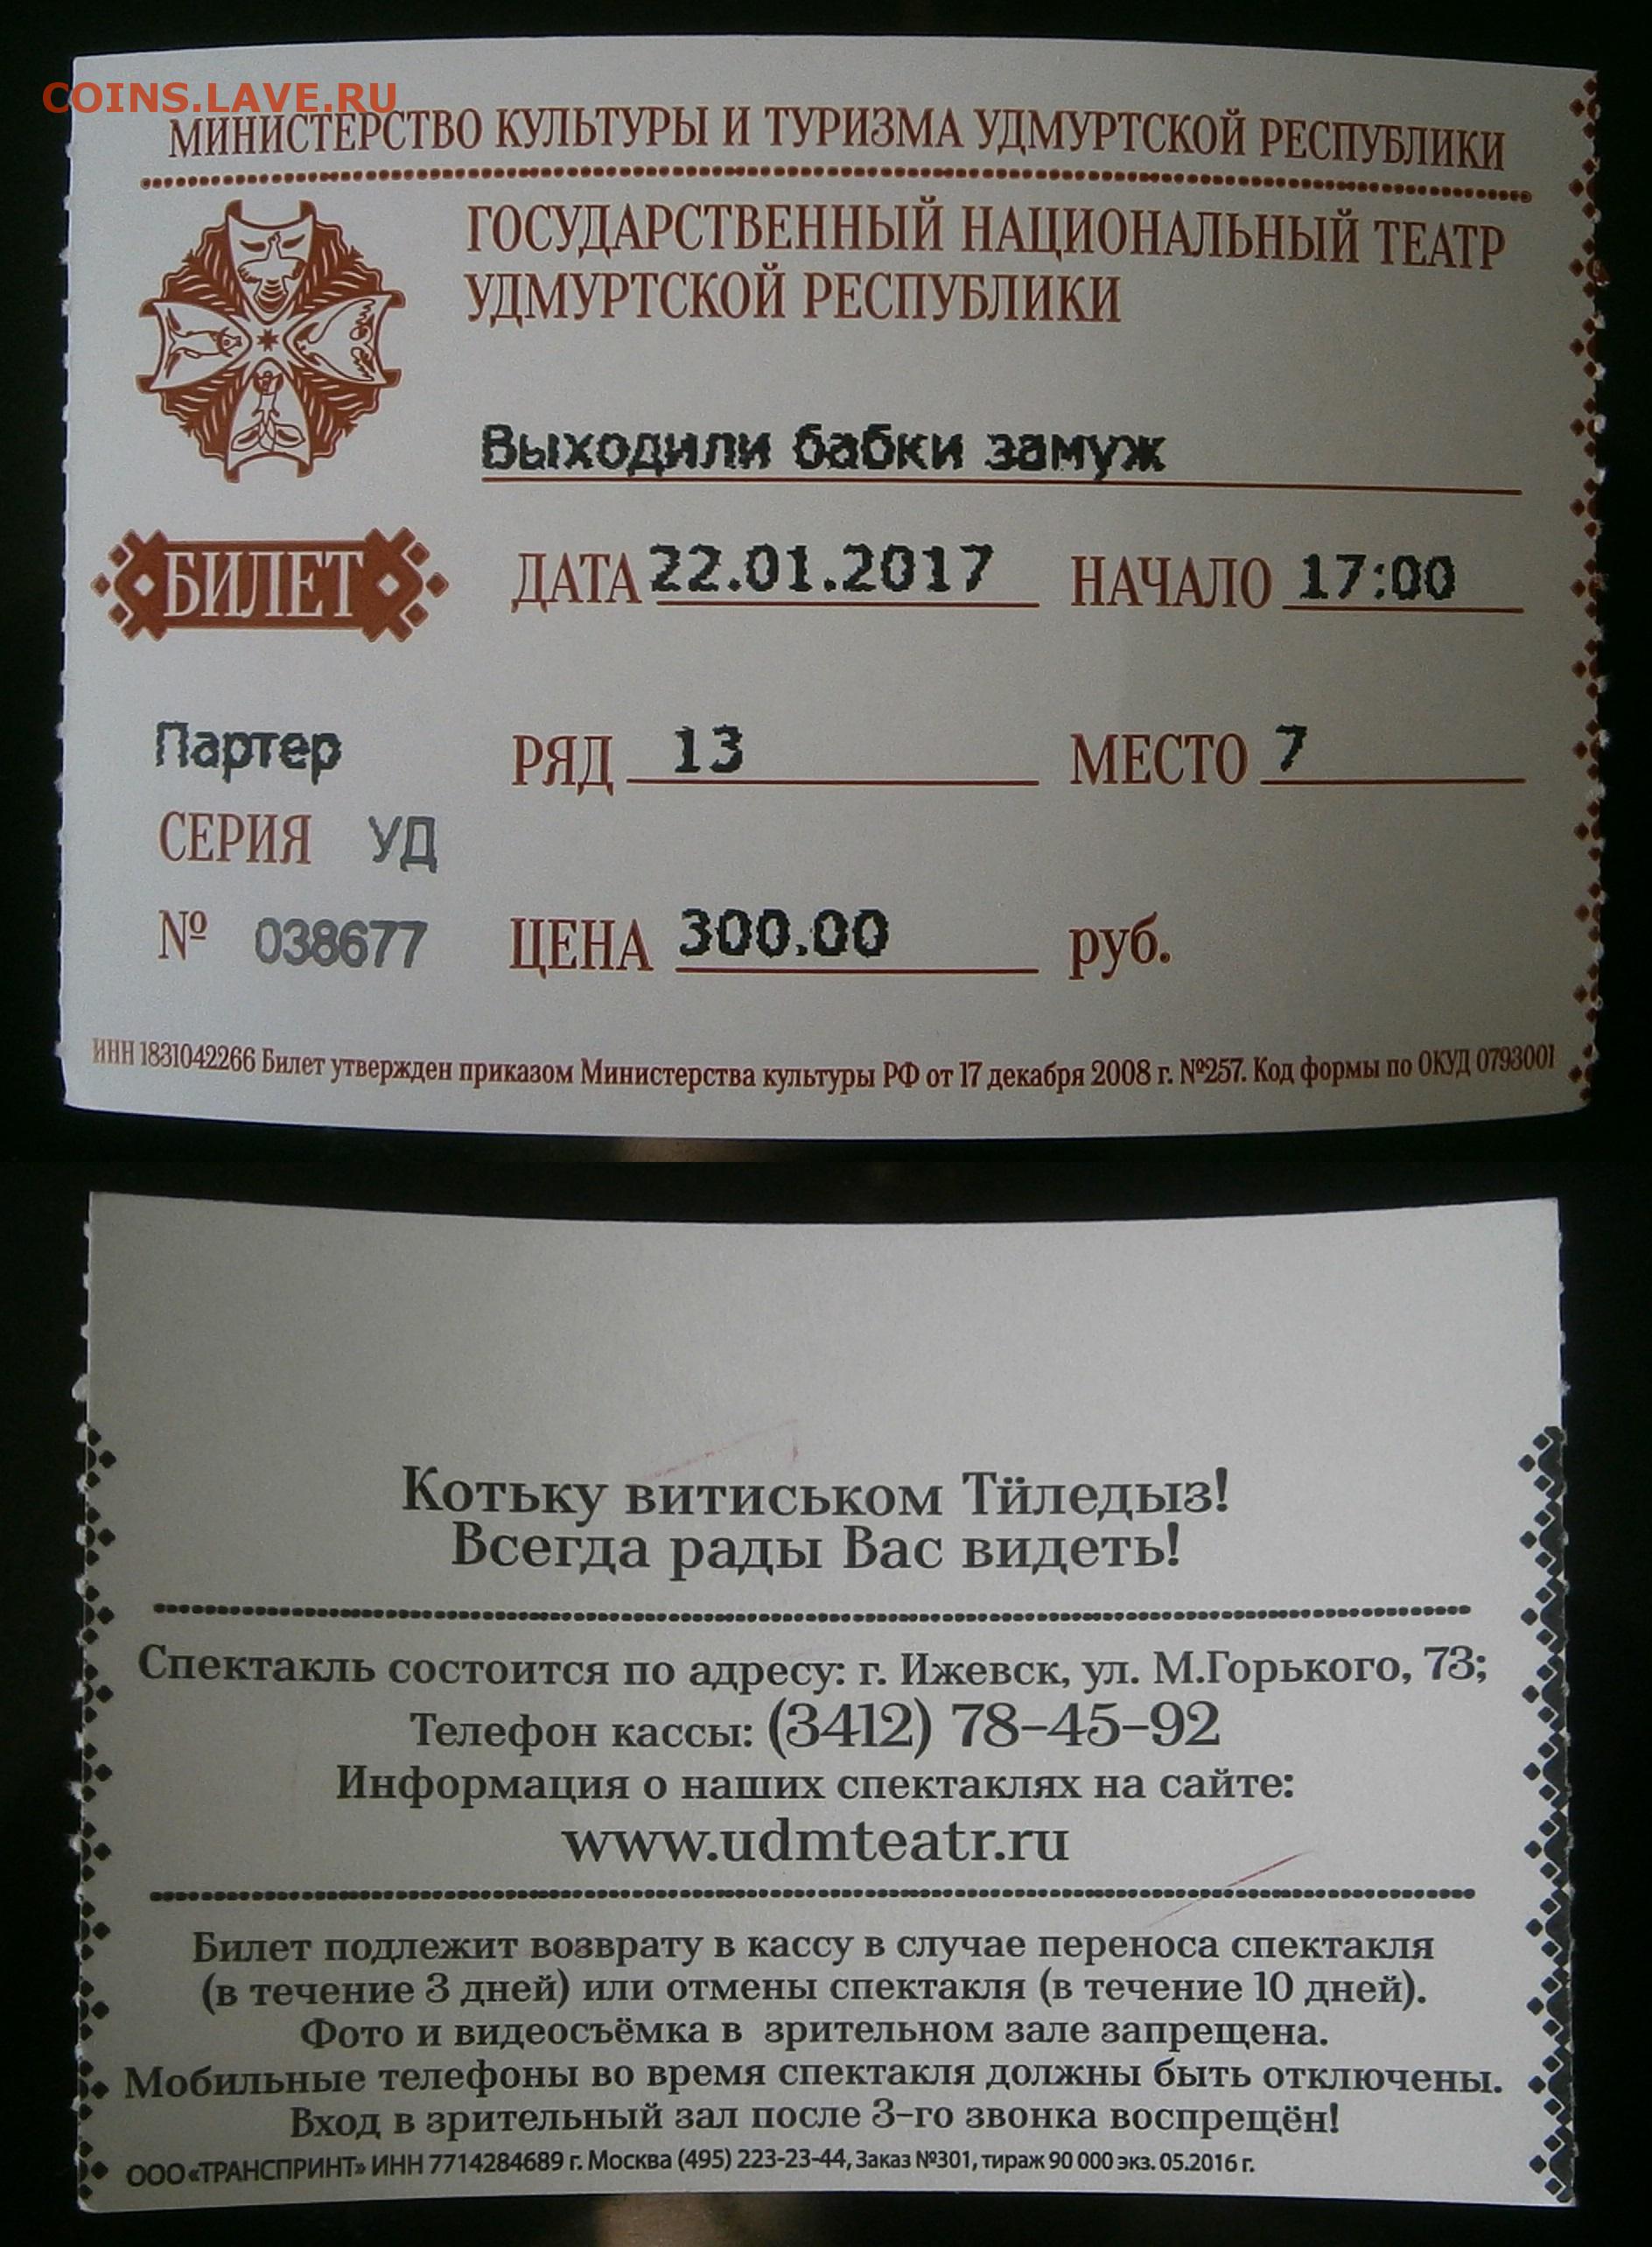 COINS.LAVE.RU
МИНИСТЕРСТВО КУЛЬТУРЫ И ТУРИЗМА УДМУРТСКОЙ РЕСПУБЛИКИ
ГОСУДАРСТВЕННЫЙ НАЦИОНАЛЬНЫЙ ТЕАТР
УДМУРТСКОЙ РЕСПУБЛИКИ
Выходили бабки замуж
БИЛЕТ ДАТА 22.01.2017 НАЧАЛО 17:00
Партер РЯД 13 МЕСТО 7
СЕРИЯ УД
№ 038677 ЦЕНА 300.00 руб.
ИНН 1831042266 Билет утвержден приказом Министерства культуры РФ от 17 декабря 2008 г. №257. Код формы по ОКУД 0793001
Котьку витиськом Тӥледыз!
Всегда рады Вас видеть!
Спектакль состоится по адресу: г. Ижевск, ул. М.Горького, 73;
Телефон кассы: (3412) 78-45-92
Информация о наших спектаклях на сайте:
www.udmteatr.ru
Билет подлежит возврату в кассу в случае переноса спектакля
(в течение 3 дней) или отмены спектакля (в течение 10 дней).
Фото и видеосъёмка в зрительном зале запрещена.
Мобильные телефоны во время спектакля должны быть отключены.
Вход в зрительный зал после 3-го звонка воспрещён!
ООО «ТРАНСПРИНТ» ИНН 7714284689 г. Москва (495) 223-23-44, Заказ №301, тираж 90 000 экз. 05.2016 г.